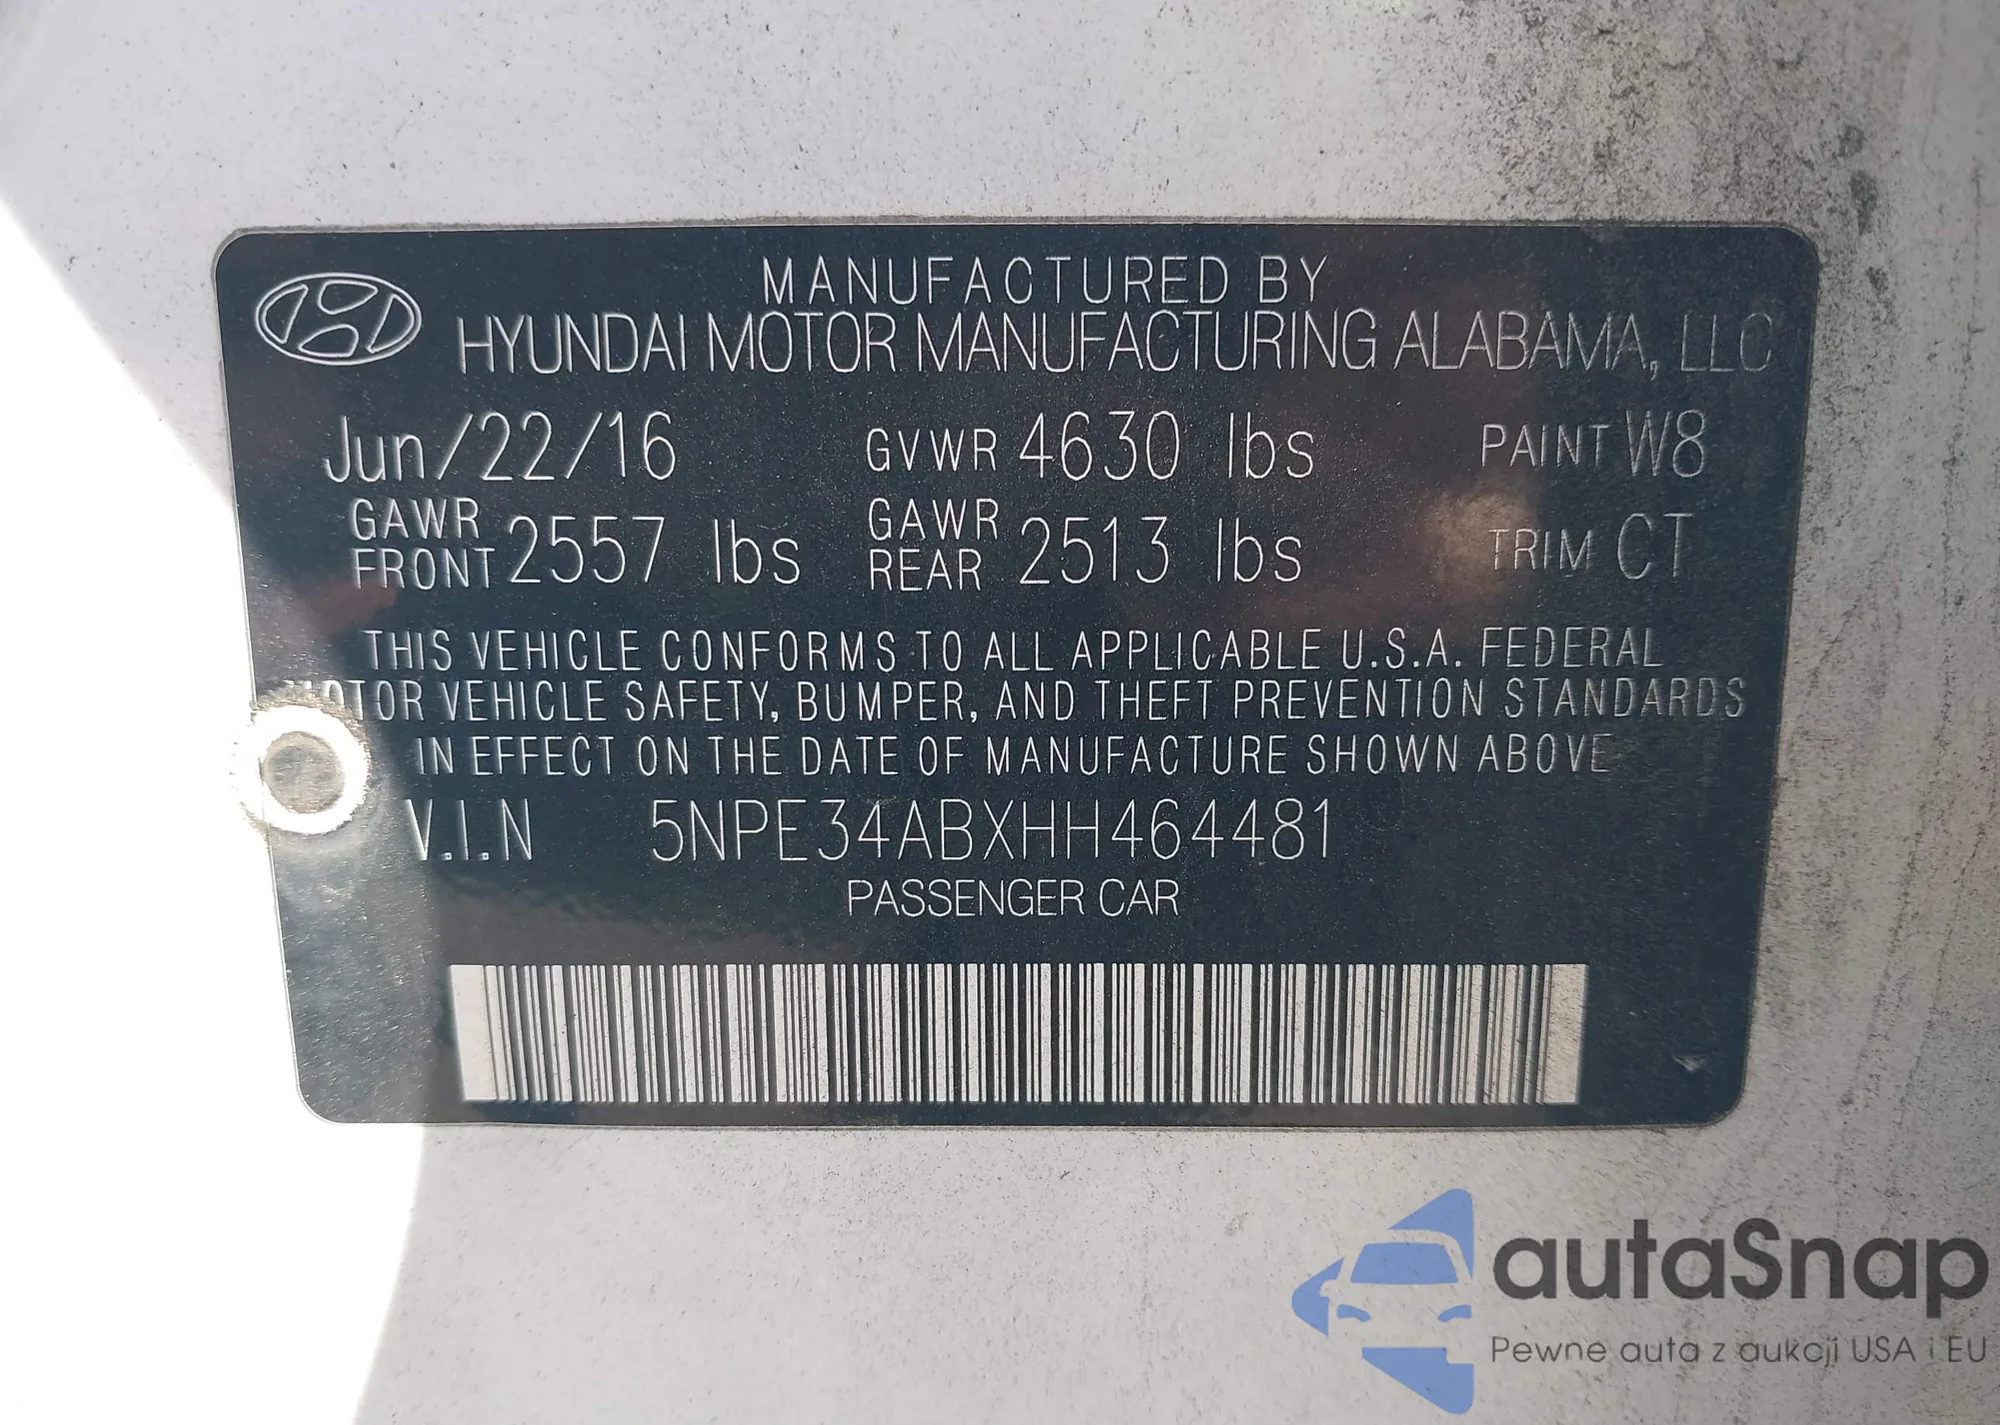 MANUFACTURED BY
HYUNDAI MOTOR MANUFACTURING ALABAMA, LLC
Jun/22/16 GVWR 4630 lbs PAINT W8
GAWR FRONT 2557 lbs GAWR REAR 2513 lbs TRIM CT
THIS VEHICLE CONFORMS TO ALL APPLICABLE U.S.A. FEDERAL
MOTOR VEHICLE SAFETY, BUMPER, AND THEFT PREVENTION STANDARDS
IN EFFECT ON THE DATE OF MANUFACTURE SHOWN ABOVE
V.I.N 5NPE34ABXHH464481
PASSENGER CAR
autaSnap
Pewne auta z aukcji USA i EU